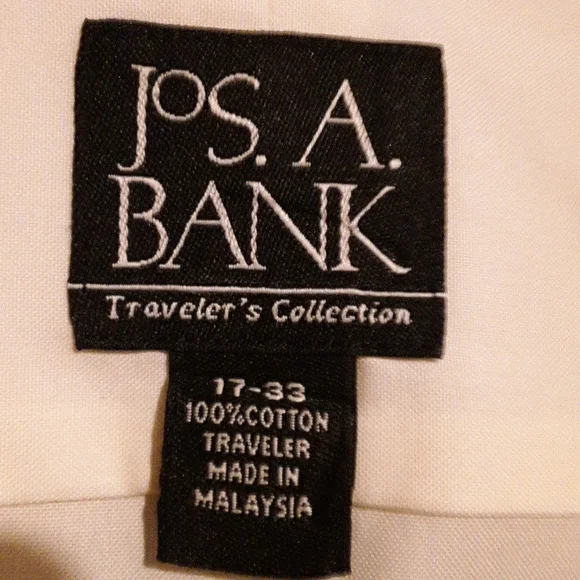 JoS. A.
BANK
Traveler's Collection
17-33
100%COTTON
TRAVELER
MADE IN
MALAYSIA